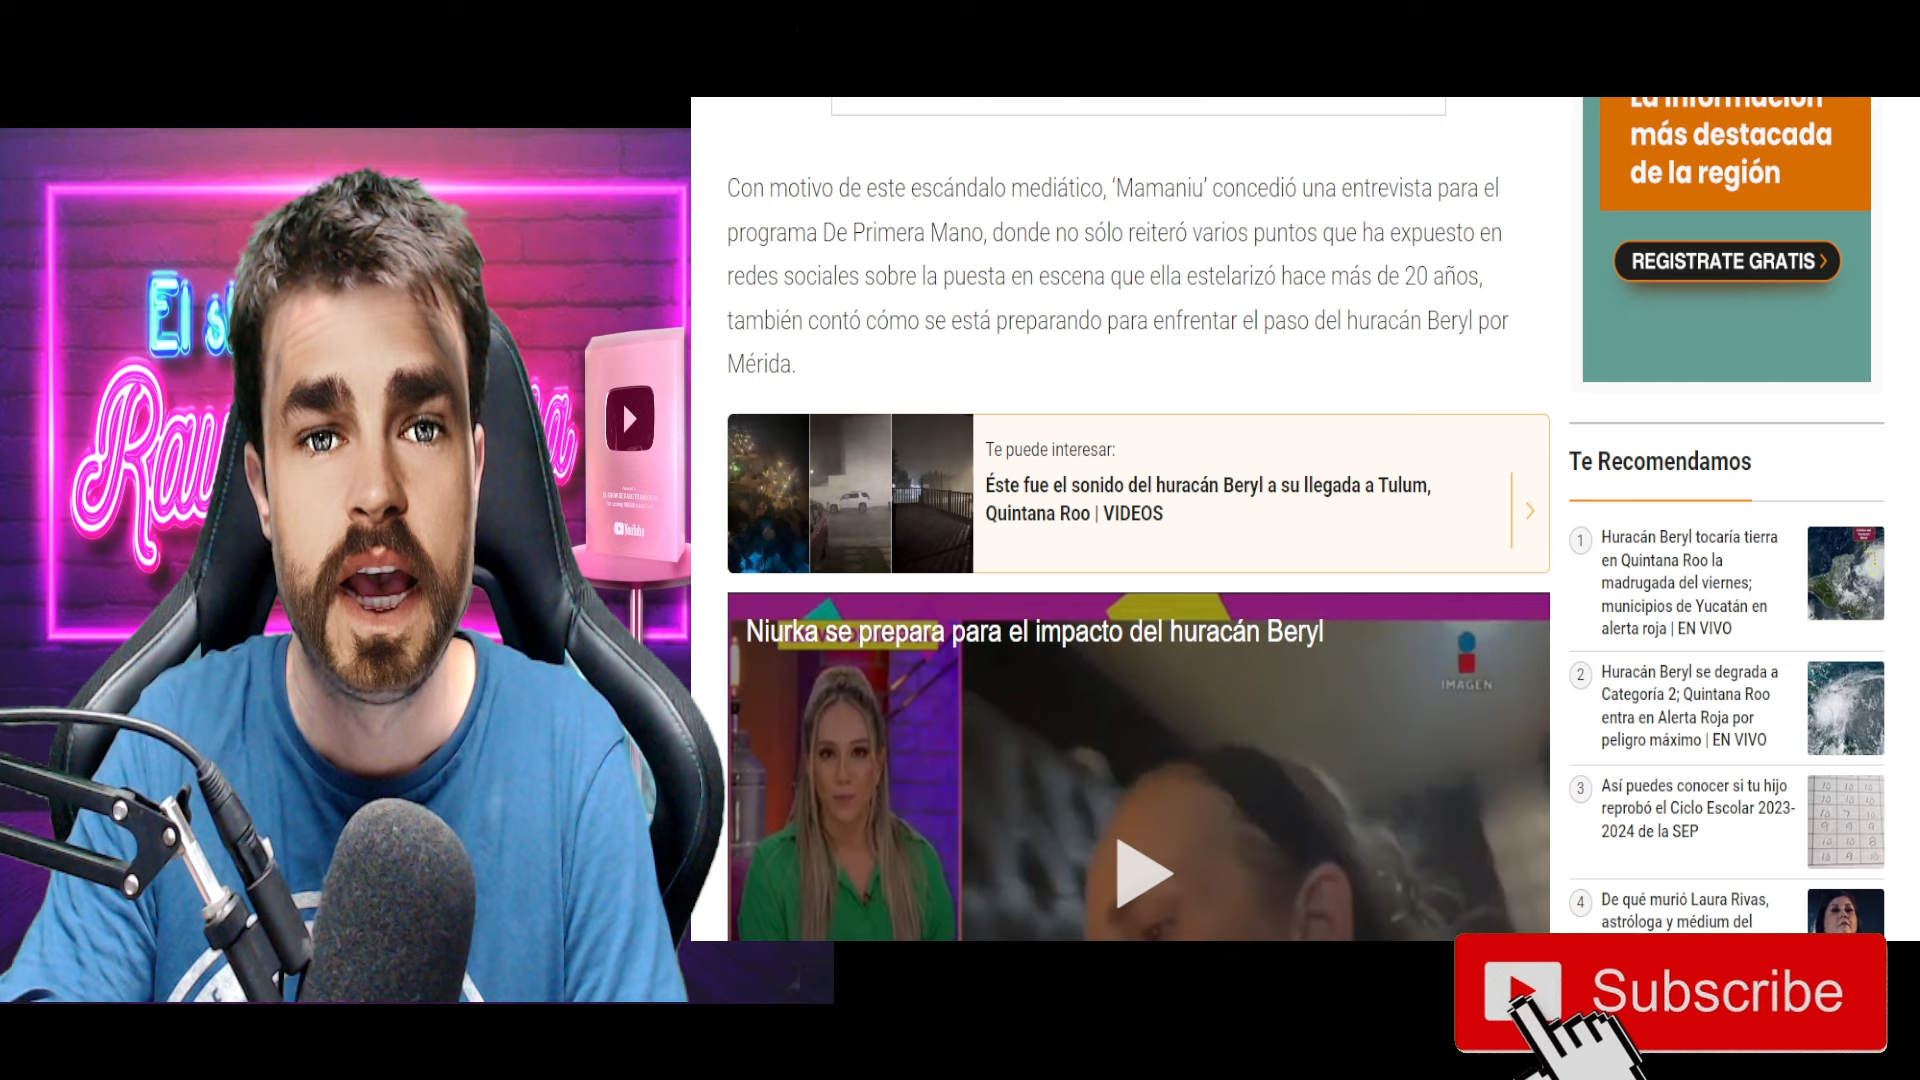 El
YouTube
Con motivo de este escándalo mediático, ‘Mamaniu’ concedió una entrevista para el
programa De Primera Mano, donde no sólo reiteró varios puntos que ha expuesto en
redes sociales sobre la puesta en escena que ella estelarizó hace más de 20 años,
también contó cómo se está preparando para enfrentar el paso del huracán Beryl por
Mérida.
Te puede interesar:
Éste fue el sonido del huracán Beryl a su llegada a Tulum,
Quintana Roo | VIDEOS
Niurka se prepara para el impacto del huracán Beryl
IMAGEN
La información
más destacada
de la región
REGISTRATE GRATIS
Te Recomendamos
1
Huracán Beryl tocaría tierra
en Quintana Roo la
madrugada del viernes;
municipios de Yucatán en
alerta roja | EN VIVO
2
Huracán Beryl se degrada a
Categoría 2; Quintana Roo
entra en Alerta Roja por
peligro máximo | EN VIVO
3
Así puedes conocer si tu hijo
reprobó el Ciclo Escolar 2023-
2024 de la SEP
4
De qué murió Laura Rivas,
astróloga y médium del
Subscribe